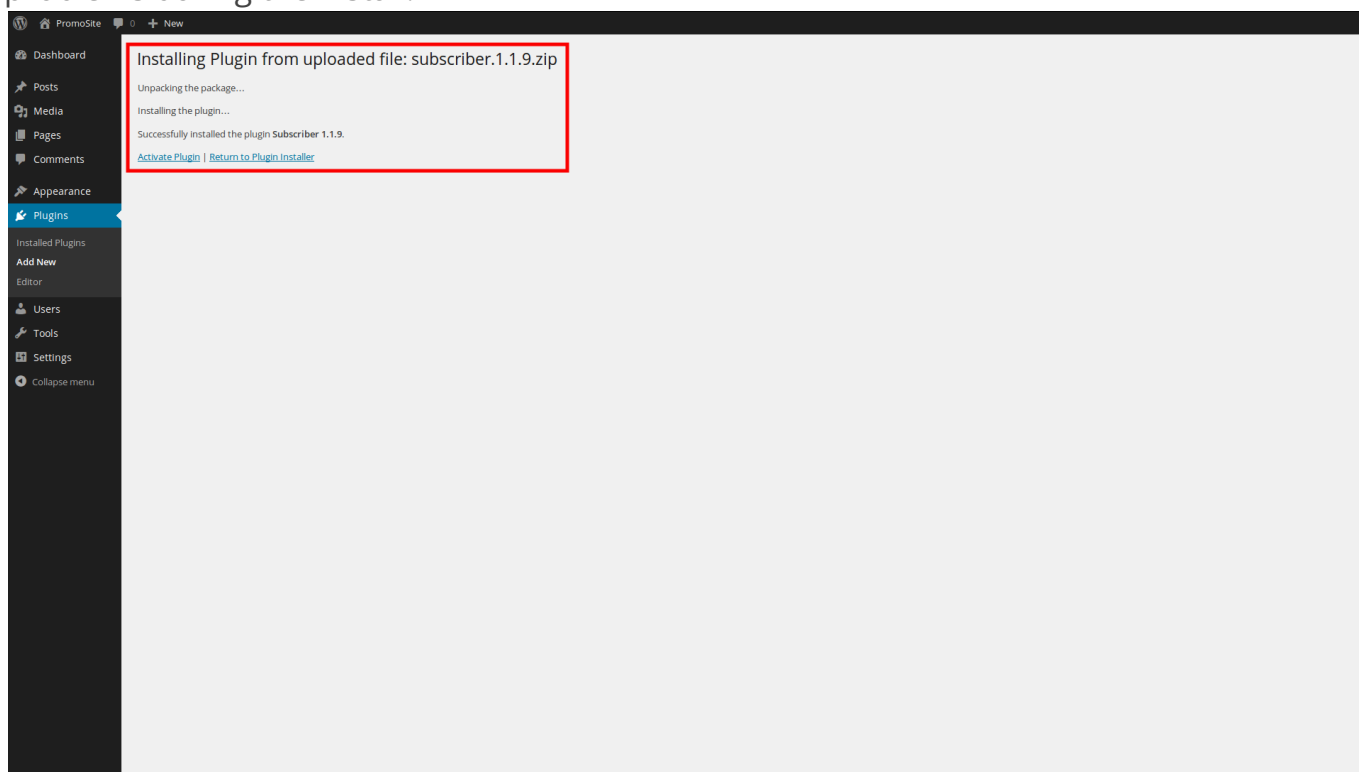 PromoSite 0 + New
Dashboard
Posts
Media
Pages
Comments
Appearance
Plugins
Installed Plugins
Add New
Editor
Users
Tools
Settings
Collapse menu
Installing Plugin from uploaded file: subscriber.1.1.9.zip
Unpacking the package...
Installing the plugin...
Successfully installed the plugin Subscriber 1.1.9.
Activate Plugin | Return to Plugin Installer